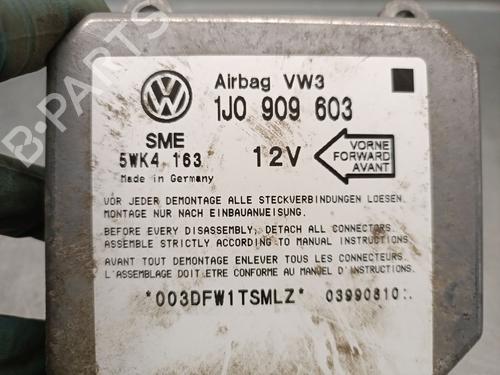 Airbag VW3
1J0 909 603
SME
5WK4 163
12V
VORNE
FORWARD
AVANT
Made in Germany
VOR JEDER DEMONTAGE ALLE STECKVERBINDUNGEN LOESEN.
MONTAGE NUR NACH EINBAUANWEISUNG.
BEFORE EVERY DISASSEMBLY, DETACH ALL CONNECTORS.
ASSEMBLE STRICTLY ACCORDING TO MANUAL INSTRUCTIONS.
AVANT TOUT DEMONTAGE ENLEVER TOUS LES CONNECTEURS.
L'ASSEMBLAGE DOIT ETRE CONFORME AU MANUEL D'INSTRUCTIONS.
*003DFW1TSMLZ* 03990810:.
B-PARTS